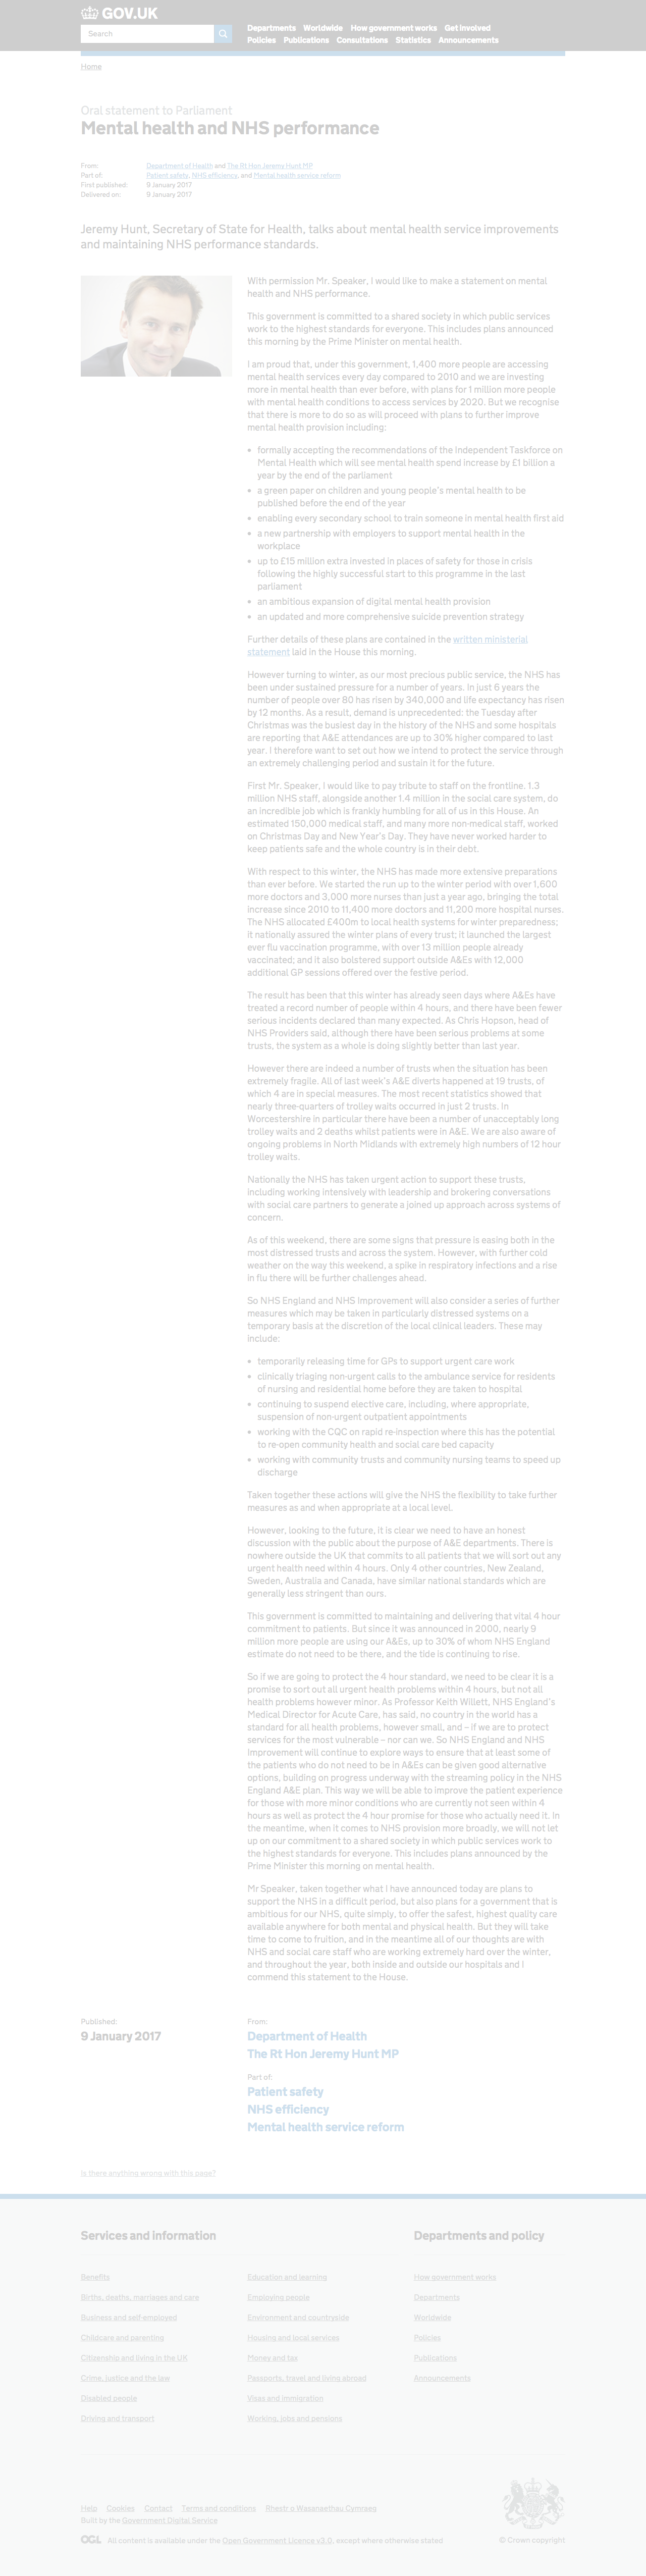 GOV.UK
Search
Departments Worldwide How government works Get involved
Policies Publications Consultations Statistics Announcements
Home
Oral statement to Parliament
Mental health and NHS performance
From: Department of Health and The Rt Hon Jeremy Hunt MP
Part of: Patient safety, NHS efficiency, and Mental health service reform
First published: 9 January 2017
Delivered on: 9 January 2017
Jeremy Hunt, Secretary of State for Health, talks about mental health service improvements
and maintaining NHS performance standards.
With permission Mr. Speaker, I would like to make a statement on mental
health and NHS performance.
This government is committed to a shared society in which public services
work to the highest standards for everyone. This includes plans announced
this morning by the Prime Minister on mental health.
I am proud that, under this government, 1,400 more people are accessing
mental health services every day compared to 2010 and we are investing
more in mental health than ever before, with plans for 1 million more people
with mental health conditions to access services by 2020. But we recognise
that there is more to do so as will proceed with plans to further improve
mental health provision including:
• formally accepting the recommendations of the Independent Taskforce on
Mental Health which will see mental health spend increase by £1 billion a
year by the end of the parliament
• a green paper on children and young people's mental health to be
published before the end of the year
• enabling every secondary school to train someone in mental health first aid
• a new partnership with employers to support mental health in the
workplace
• up to £15 million extra invested in places of safety for those in crisis
following the highly successful start to this programme in the last
parliament
• an ambitious expansion of digital mental health provision
• an updated and more comprehensive suicide prevention strategy
Further details of these plans are contained in the written ministerial
statement laid in the House this morning.
However turning to winter, as our most precious public service, the NHS has
been under sustained pressure for a number of years. In just 6 years the
number of people over 80 has risen by 340,000 and life expectancy has risen
by 12 months. As a result, demand is unprecedented: the Tuesday after
Christmas was the busiest day in the history of the NHS and some hospitals
are reporting that A&E attendances are up to 30% higher compared to last
year. I therefore want to set out how we intend to protect the service through
an extremely challenging period and sustain it for the future.
First Mr. Speaker, I would like to pay tribute to staff on the frontline. 1.3
million NHS staff, alongside another 1.4 million in the social care system, do
an incredible job which is frankly humbling for all of us in this House. An
estimated 150,000 medical staff, and many more non-medical staff, worked
on Christmas Day and New Year's Day. They have never worked harder to
keep patients safe and the whole country is in their debt.
With respect to this winter, the NHS has made more extensive preparations
than ever before. We started the run up to the winter period with over 1,600
more doctors and 3,000 more nurses than just a year ago, bringing the total
increase since 2010 to 11,400 more doctors and 11,200 more hospital nurses.
The NHS allocated £400m to local health systems for winter preparedness;
it nationally assured the winter plans of every trust; it launched the largest
ever flu vaccination programme, with over 13 million people already
vaccinated; and it also bolstered support outside A&Es with 12,000
additional GP sessions offered over the festive period.
The result has been that this winter has already seen days where A&Es have
treated a record number of people within 4 hours, and there have been fewer
serious incidents declared than many expected. As Chris Hopson, head of
NHS Providers said, although there have been serious problems at some
trusts, the system as a whole is doing slightly better than last year.
However there are indeed a number of trusts when the situation has been
extremely fragile. All of last week's A&E diverts happened at 19 trusts, of
which 4 are in special measures. The most recent statistics showed that
nearly three-quarters of trolley waits occurred in just 2 trusts. In
Worcestershire in particular there have been a number of unacceptably long
trolley waits and 2 deaths whilst patients were in A&E. We are also aware of
ongoing problems in North Midlands with extremely high numbers of 12 hour
trolley waits.
Nationally the NHS has taken urgent action to support these trusts,
including working intensively with leadership and brokering conversations
with social care partners to generate a joined up approach across systems of
concern.
As of this weekend, there are some signs that pressure is easing both in the
most distressed trusts and across the system. However, with further cold
weather on the way this weekend, a spike in respiratory infections and a rise
in flu there will be further challenges ahead.
So NHS England and NHS Improvement will also consider a series of further
measures which may be taken in particularly distressed systems on a
temporary basis at the discretion of the local clinical leaders. These may
include:
• temporarily releasing time for GPs to support urgent care work
• clinically triaging non-urgent calls to the ambulance service for residents
of nursing and residential home before they are taken to hospital
• continuing to suspend elective care, including, where appropriate,
suspension of non-urgent outpatient appointments
• working with the CQC on rapid re-inspection where this has the potential
to re-open community health and social care bed capacity
• working with community trusts and community nursing teams to speed up
discharge
Taken together these actions will give the NHS the flexibility to take further
measures as and when appropriate at a local level.
However, looking to the future, it is clear we need to have an honest
discussion with the public about the purpose of A&E departments. There is
nowhere outside the UK that commits to all patients that we will sort out any
urgent health need within 4 hours. Only 4 other countries, New Zealand,
Sweden, Australia and Canada, have similar national standards which are
generally less stringent than ours.
This government is committed to maintaining and delivering that vital 4 hour
commitment to patients. But since it was announced in 2000, nearly 9
million more people are using our A&Es, up to 30% of whom NHS England
estimate do not need to be there, and the tide is continuing to rise.
So if we are going to protect the 4 hour standard, we need to be clear it is a
promise to sort out all urgent health problems within 4 hours, but not all
health problems however minor. As Professor Keith Willett, NHS England's
Medical Director for Acute Care, has said, no country in the world has a
standard for all health problems, however small, and – if we are to protect
services for the most vulnerable – nor can we. So NHS England and NHS
Improvement will continue to explore ways to ensure that at least some of
the patients who do not need to be in A&Es can be given good alternative
options, building on progress underway with the streaming policy in the NHS
England A&E plan. This way we will be able to improve the patient experience
for those with more minor conditions who are currently not seen within 4
hours as well as protect the 4 hour promise for those who actually need it. In
the meantime, when it comes to NHS provision more broadly, we will not let
up on our commitment to a shared society in which public services work to
the highest standards for everyone. This includes plans announced by the
Prime Minister this morning on mental health.
Mr Speaker, taken together what I have announced today are plans to
support the NHS in a difficult period, but also plans for a government that is
ambitious for our NHS, quite simply, to offer the safest, highest quality care
available anywhere for both mental and physical health. But they will take
time to come to fruition, and in the meantime all of our thoughts are with
NHS and social care staff who are working extremely hard over the winter,
and throughout the year, both inside and outside our hospitals and I
commend this statement to the House.
Published:
9 January 2017
From:
Department of Health
The Rt Hon Jeremy Hunt MP
Part of:
Patient safety
NHS efficiency
Mental health service reform
Is there anything wrong with this page?
Services and information
Departments and policy
Benefits
Births, deaths, marriages and care
Business and self-employed
Childcare and parenting
Citizenship and living in the UK
Crime, justice and the law
Disabled people
Driving and transport
Education and learning
Employing people
Environment and countryside
Housing and local services
Money and tax
Passports, travel and living abroad
Visas and immigration
Working, jobs and pensions
How government works
Departments
Worldwide
Policies
Publications
Announcements
Help Cookies Contact Terms and conditions Rhestr o Wasanaethau Cymraeg
Built by the Government Digital Service
OGL All content is available under the Open Government Licence v3.0, except where otherwise stated
© Crown copyright